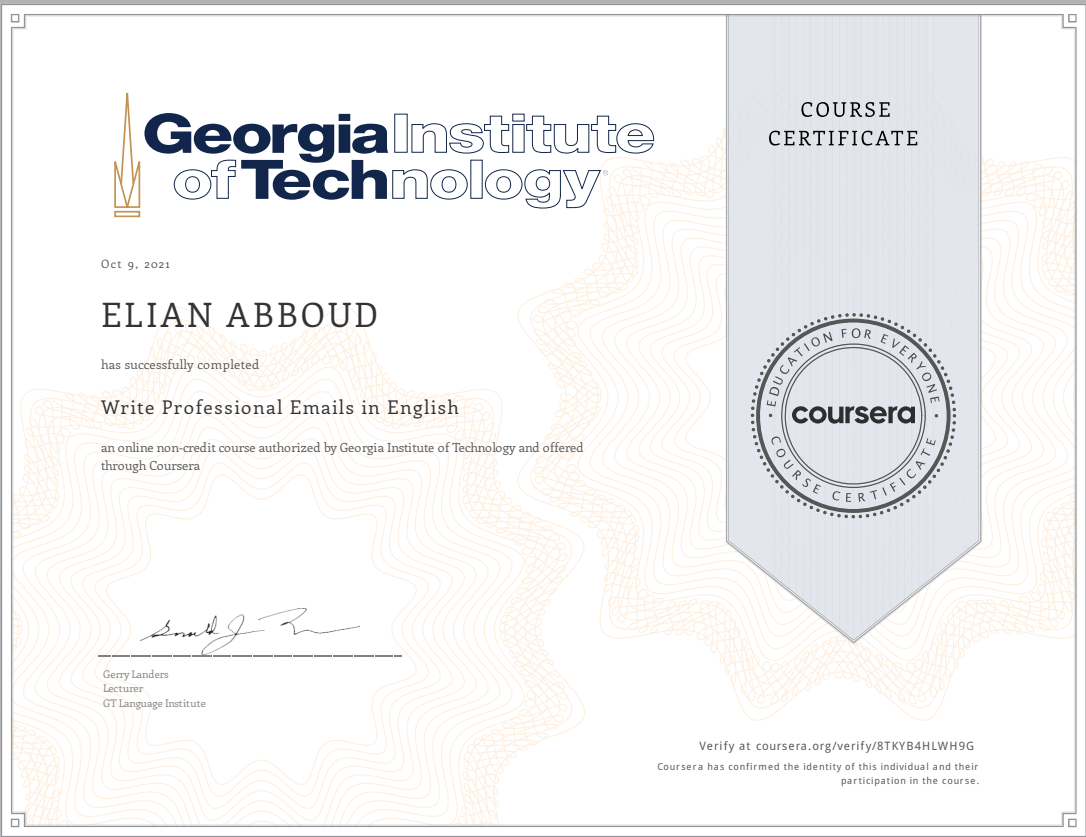 Georgia Institute
of Technology®
COURSE
CERTIFICATE
Oct 9, 2021
ELIAN ABBOUD
has successfully completed
Write Professional Emails in English
an online non-credit course authorized by Georgia Institute of Technology and offered
through Coursera
EDUCATION FOR EVERYONE
coursera
COURSE CERTIFICATE
Gerry Landers
Lecturer
GT Language Institute
Verify at coursera.org/verify/8TKYB4HLWH9G
Coursera has confirmed the identity of this individual and their
participation in the course.